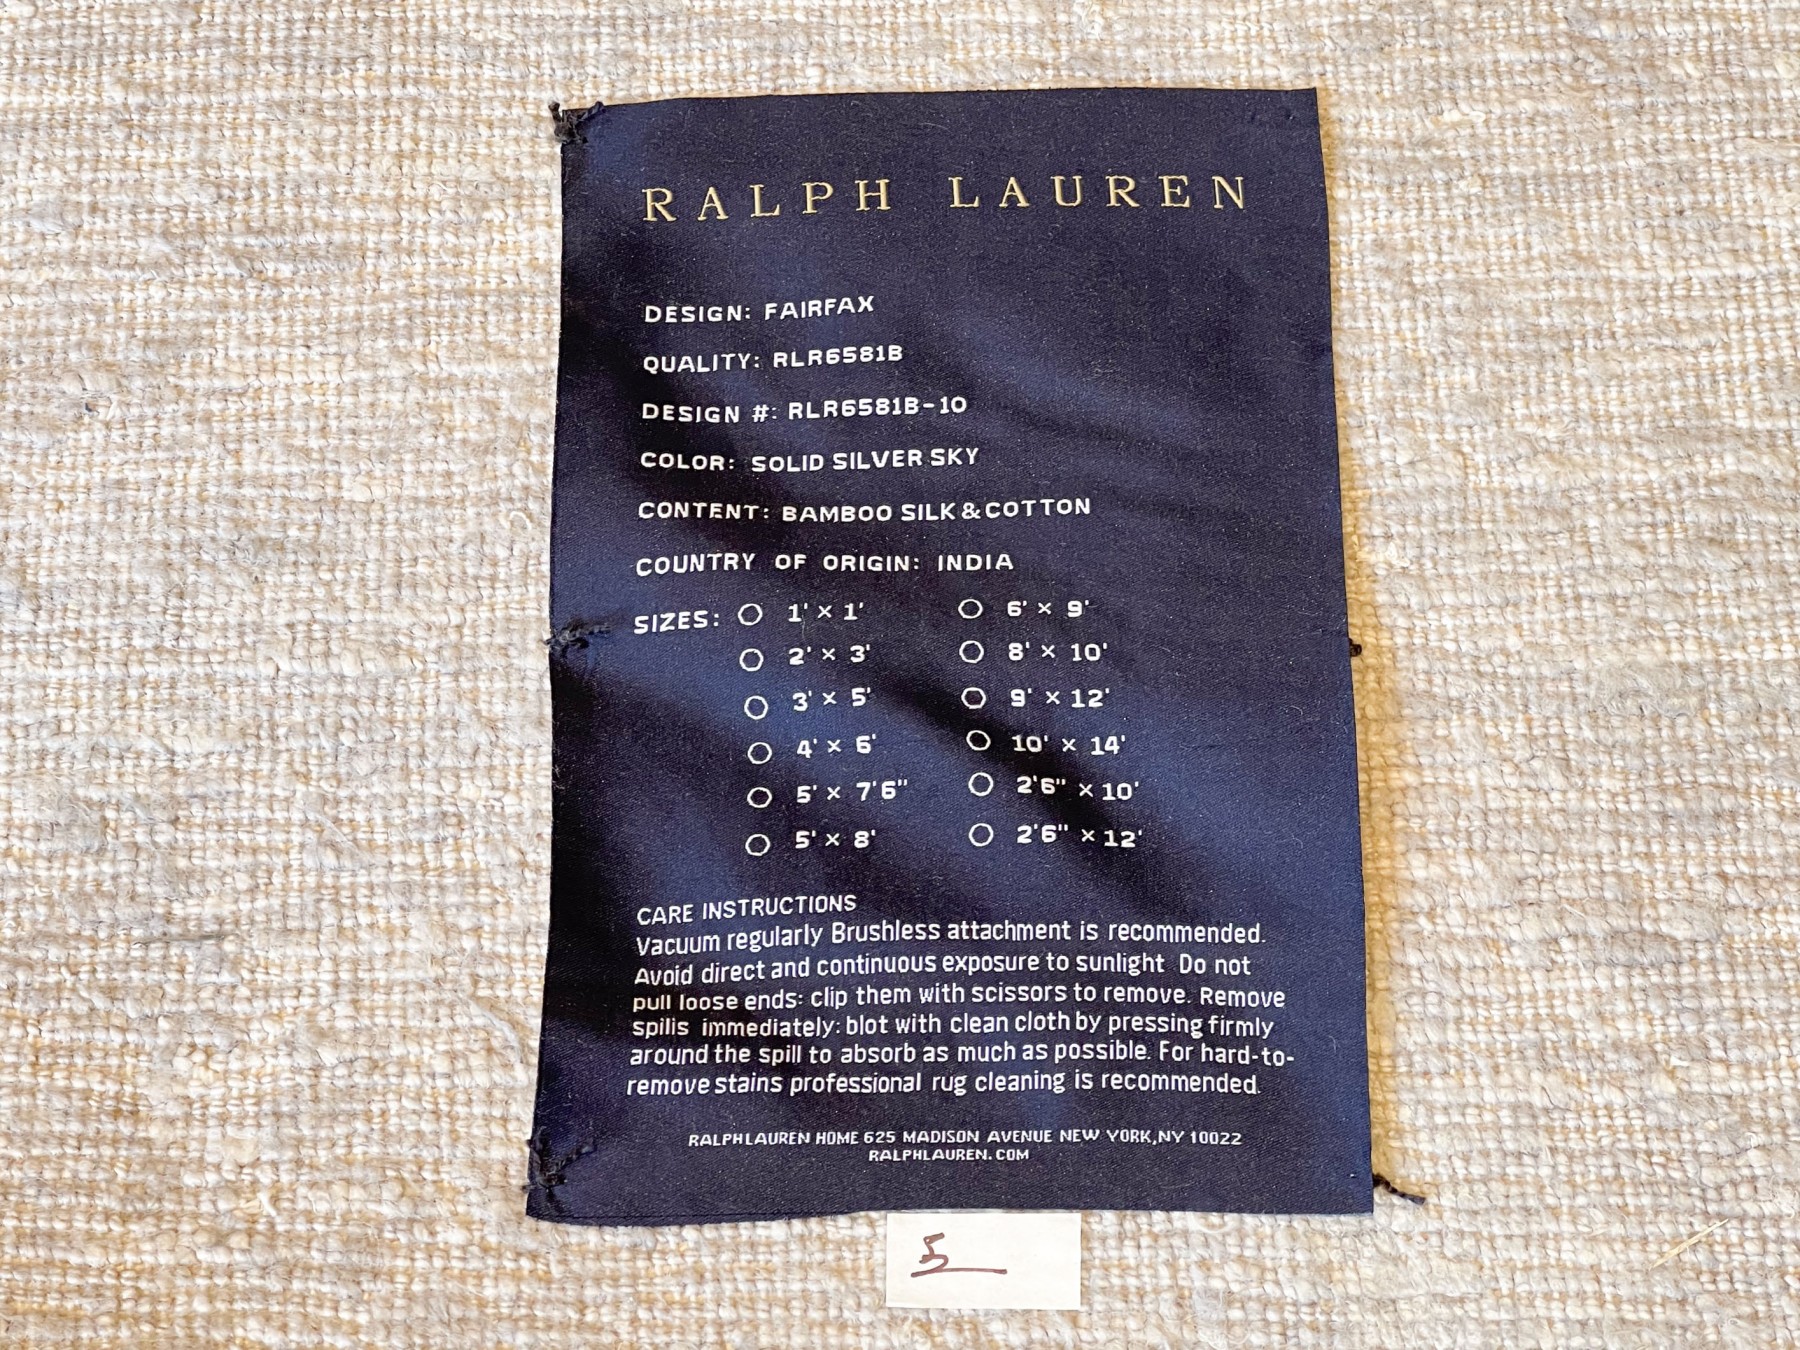 RALPH LAUREN
DESIGN: FAIRFAX
QUALITY: RLR6581B
DESIGN #: RLR6581B-10
COLOR: SOLID SILVER SKY
CONTENT: BAMBOO SILK & COTTON
COUNTRY OF ORIGIN: INDIA
SIZES: 1' × 1' 6' × 9'
2' × 3' 8' × 10'
3' × 5' 9' × 12'
4' × 6' 10' × 14'
5' × 7'6" 2'6" × 10'
5' × 8' 2'6" × 12'
CARE INSTRUCTIONS
Vacuum regularly Brushless attachment is recommended.
Avoid direct and continuous exposure to sunlight Do not
pull loose ends: clip them with scissors to remove. Remove
spills immediately: blot with clean cloth by pressing firmly
around the spill to absorb as much as possible. For hard-to-
remove stains professional rug cleaning is recommended.
RALPH LAUREN HOME 625 MADISON AVENUE NEW YORK, NY 10022
RALPHLAUREN.COM
5